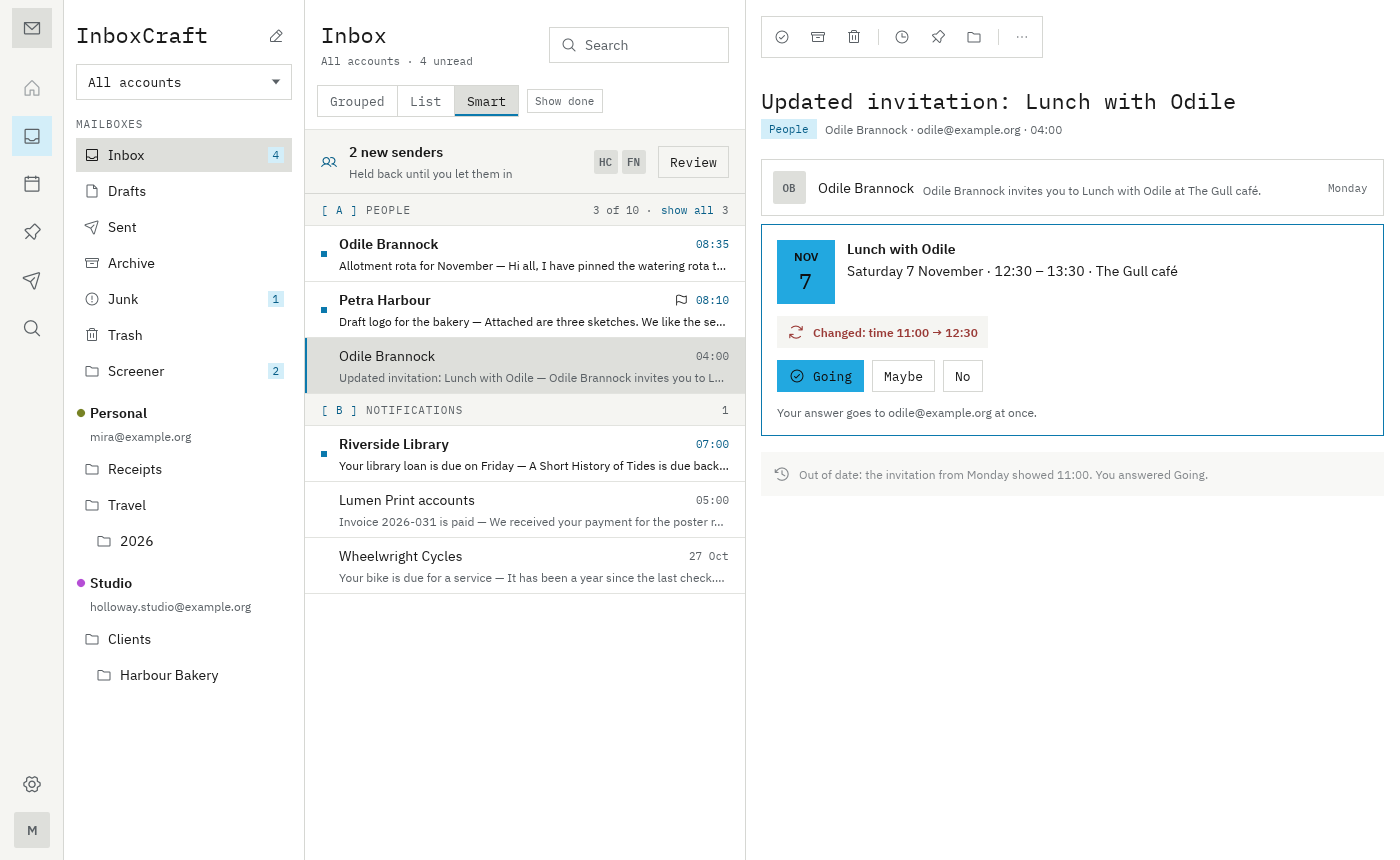 InboxCraft
All accounts
MAILBOXES
Inbox 4
Drafts
Sent
Archive
Junk 1
Trash
Screener 2
Personal
mira@example.org
Receipts
Travel
2026
Studio
holloway.studio@example.org
Clients
Harbour Bakery
M
Inbox
All accounts · 4 unread
Search
Grouped List Smart Show done
2 new senders
Held back until you let them in
HC FN Review
[ A ] PEOPLE 3 of 10 · show all 3
Odile Brannock 08:35
Allotment rota for November — Hi all, I have pinned the watering rota t…
Petra Harbour 08:10
Draft logo for the bakery — Attached are three sketches. We like the se…
Odile Brannock 04:00
Updated invitation: Lunch with Odile — Odile Brannock invites you to L…
[ B ] NOTIFICATIONS 1
Riverside Library 07:00
Your library loan is due on Friday — A Short History of Tides is due back…
Lumen Print accounts 05:00
Invoice 2026-031 is paid — We received your payment for the poster r…
Wheelwright Cycles 27 Oct
Your bike is due for a service — It has been a year since the last check.…
Updated invitation: Lunch with Odile
People Odile Brannock · odile@example.org · 04:00
OB Odile Brannock Odile Brannock invites you to Lunch with Odile at The Gull café. Monday
NOV
7
Lunch with Odile
Saturday 7 November · 12:30 – 13:30 · The Gull café
Changed: time 11:00 → 12:30
Going Maybe No
Your answer goes to odile@example.org at once.
Out of date: the invitation from Monday showed 11:00. You answered Going.